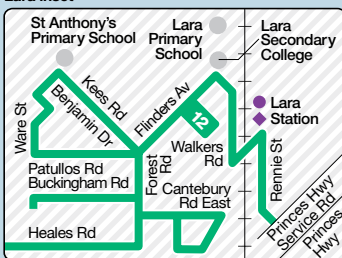 St Anthony's
Primary School
Lara
Primary
School
Lara
Secondary
College
Kees Rd
Benjamin Dr
Ware St
Flinders Av
12
Lara
Station
Walkers
Rd
Patullos Rd
Buckingham Rd
Forest
Rd
Cantebury
Rd East
Rennie St
Heales Rd
Princes Hwy
Service Rd
Princes
Hwy